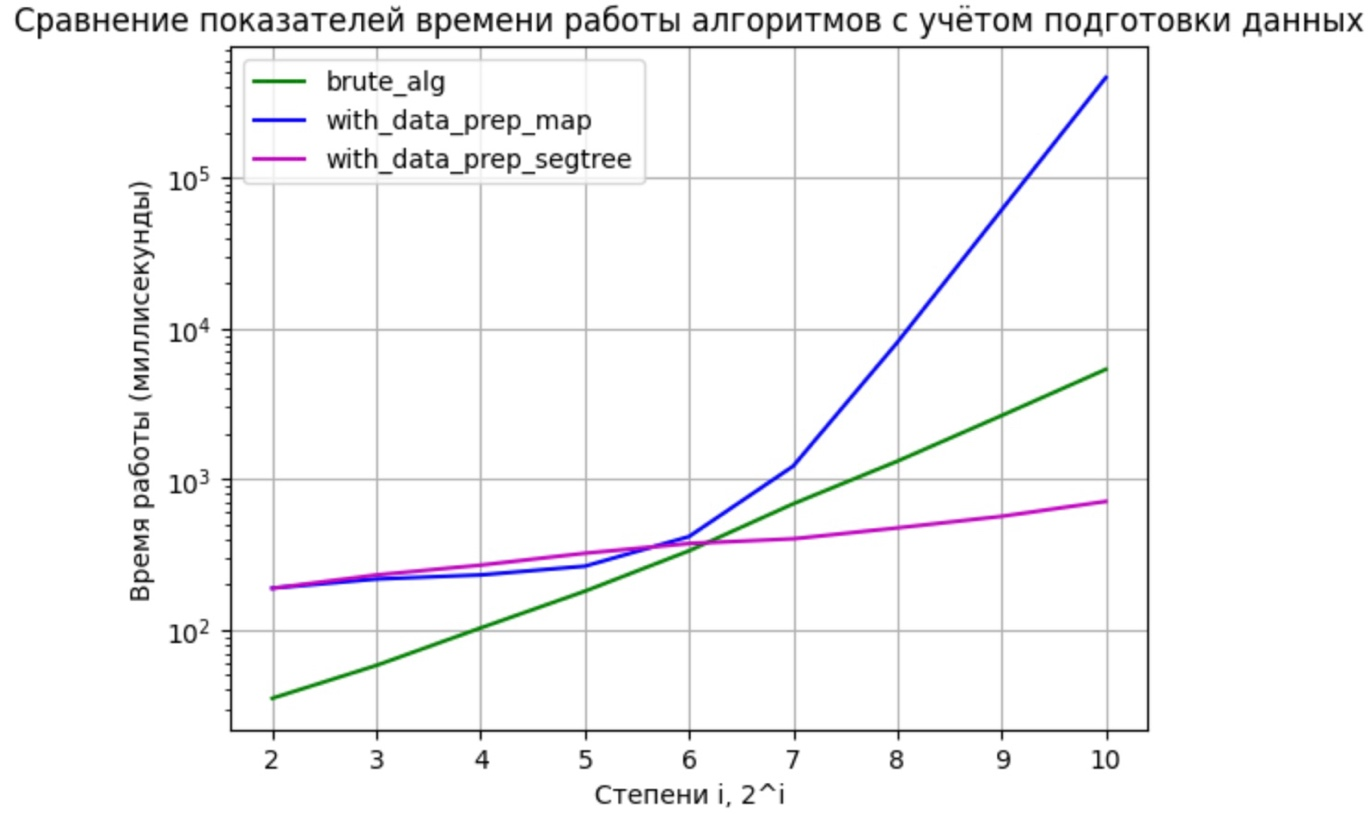 Сравнение показателей времени работы алгоритмов с учётом подготовки данных
brute_alg
with_data_prep_map
with_data_prep_segtree
Время работы (миллисекунды)
10^5
10^4
10^3
10^2
2 3 4 5 6 7 8 9 10
Степени i, 2^i